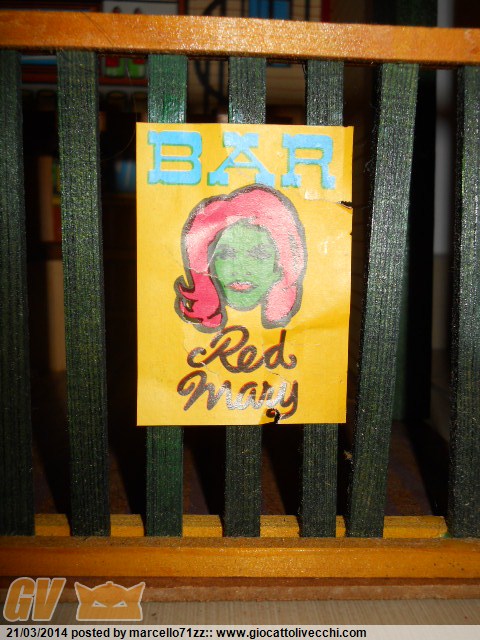 BAR
Red
Mary
GV
21/03/2014 posted by marcello71zz:: www.giocattolivecchi.com